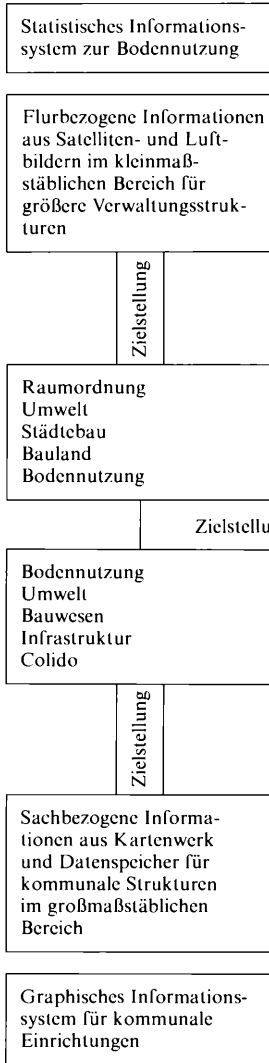 Statistisches Informations-
system zur Bodennutzung
Flurbezogene Informationen
aus Satelliten- und Luft-
bildern im kleinmaß-
stäblichen Bereich für
größere Verwaltungsstruk-
turen
Zielstellung
Raumordnung
Umwelt
Städtebau
Bauland
Bodennutzung
Zielstellu
Bodennutzung
Umwelt
Bauwesen
Infrastruktur
Colido
Zielstellung
Sachbezogene Informa-
tionen aus Kartenwerk
und Datenspeicher für
kommunale Strukturen
im großmaßstäblichen
Bereich
Graphisches Informations-
system für kommunale
Einrichtungen